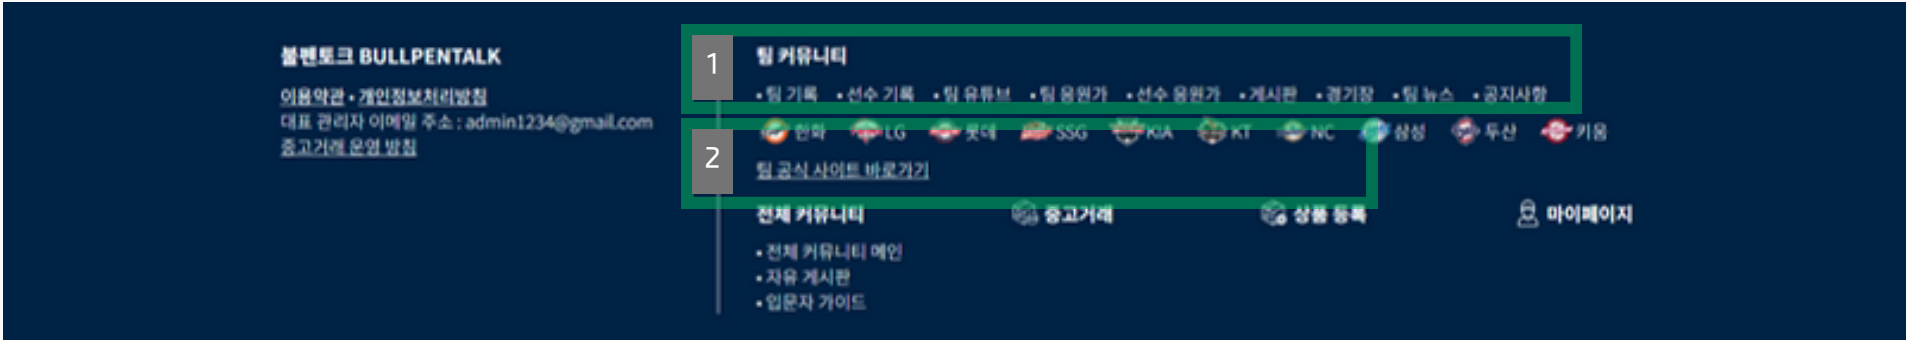 불펜토크 BULLPENTALK
이용약관 • 개인정보처리방침
대표 관리자 이메일 주소 : admin1234@gmail.com
중고거래 운영 방침
1
팀 커뮤니티
• 팀 기록 • 선수 기록 • 팀 유튜브 • 팀 응원가 • 선수 응원가 • 게시판 • 경기장 • 팀 뉴스 • 공지사항
한화 LG 롯데 SSG KIA KT NC 삼성 두산 키움
2
팀 공식 사이트 바로가기
전체 커뮤니티 중고거래 상품 등록 마이페이지
• 전체 커뮤니티 메인
• 자유 게시판
• 입문자 가이드